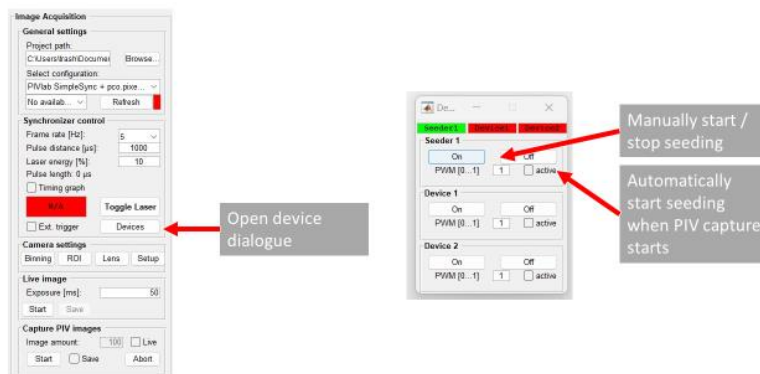 Image Acquisition
General settings
Project path:
C:\Users\trash\Documer Browse...
Select configuration:
PIVlab SimpleSync + pco.pixe...
No availab... Refresh
Synchronizer control
Frame rate [Hz]: 5
Pulse distance [µs]: 1000
Laser energy [%]: 10
Pulse length: 0 µs
Timing graph
N/A Toggle Laser
Ext. trigger Devices
Camera settings
Binning ROI Lens Setup
Live image
Exposure [ms]: 50
Start Save
Capture PIV images
Image amount: 100 Live
Start Save Abort
Open device
dialogue
De...
Seeder1 Device1 Device2
Seeder 1
On Off
PWM [0...1] 1 active
Device 1
On Off
PWM [0...1] 1 active
Device 2
On Off
PWM [0...1] 1 active
Manually start /
stop seeding
Automatically
start seeding
when PIV capture
starts